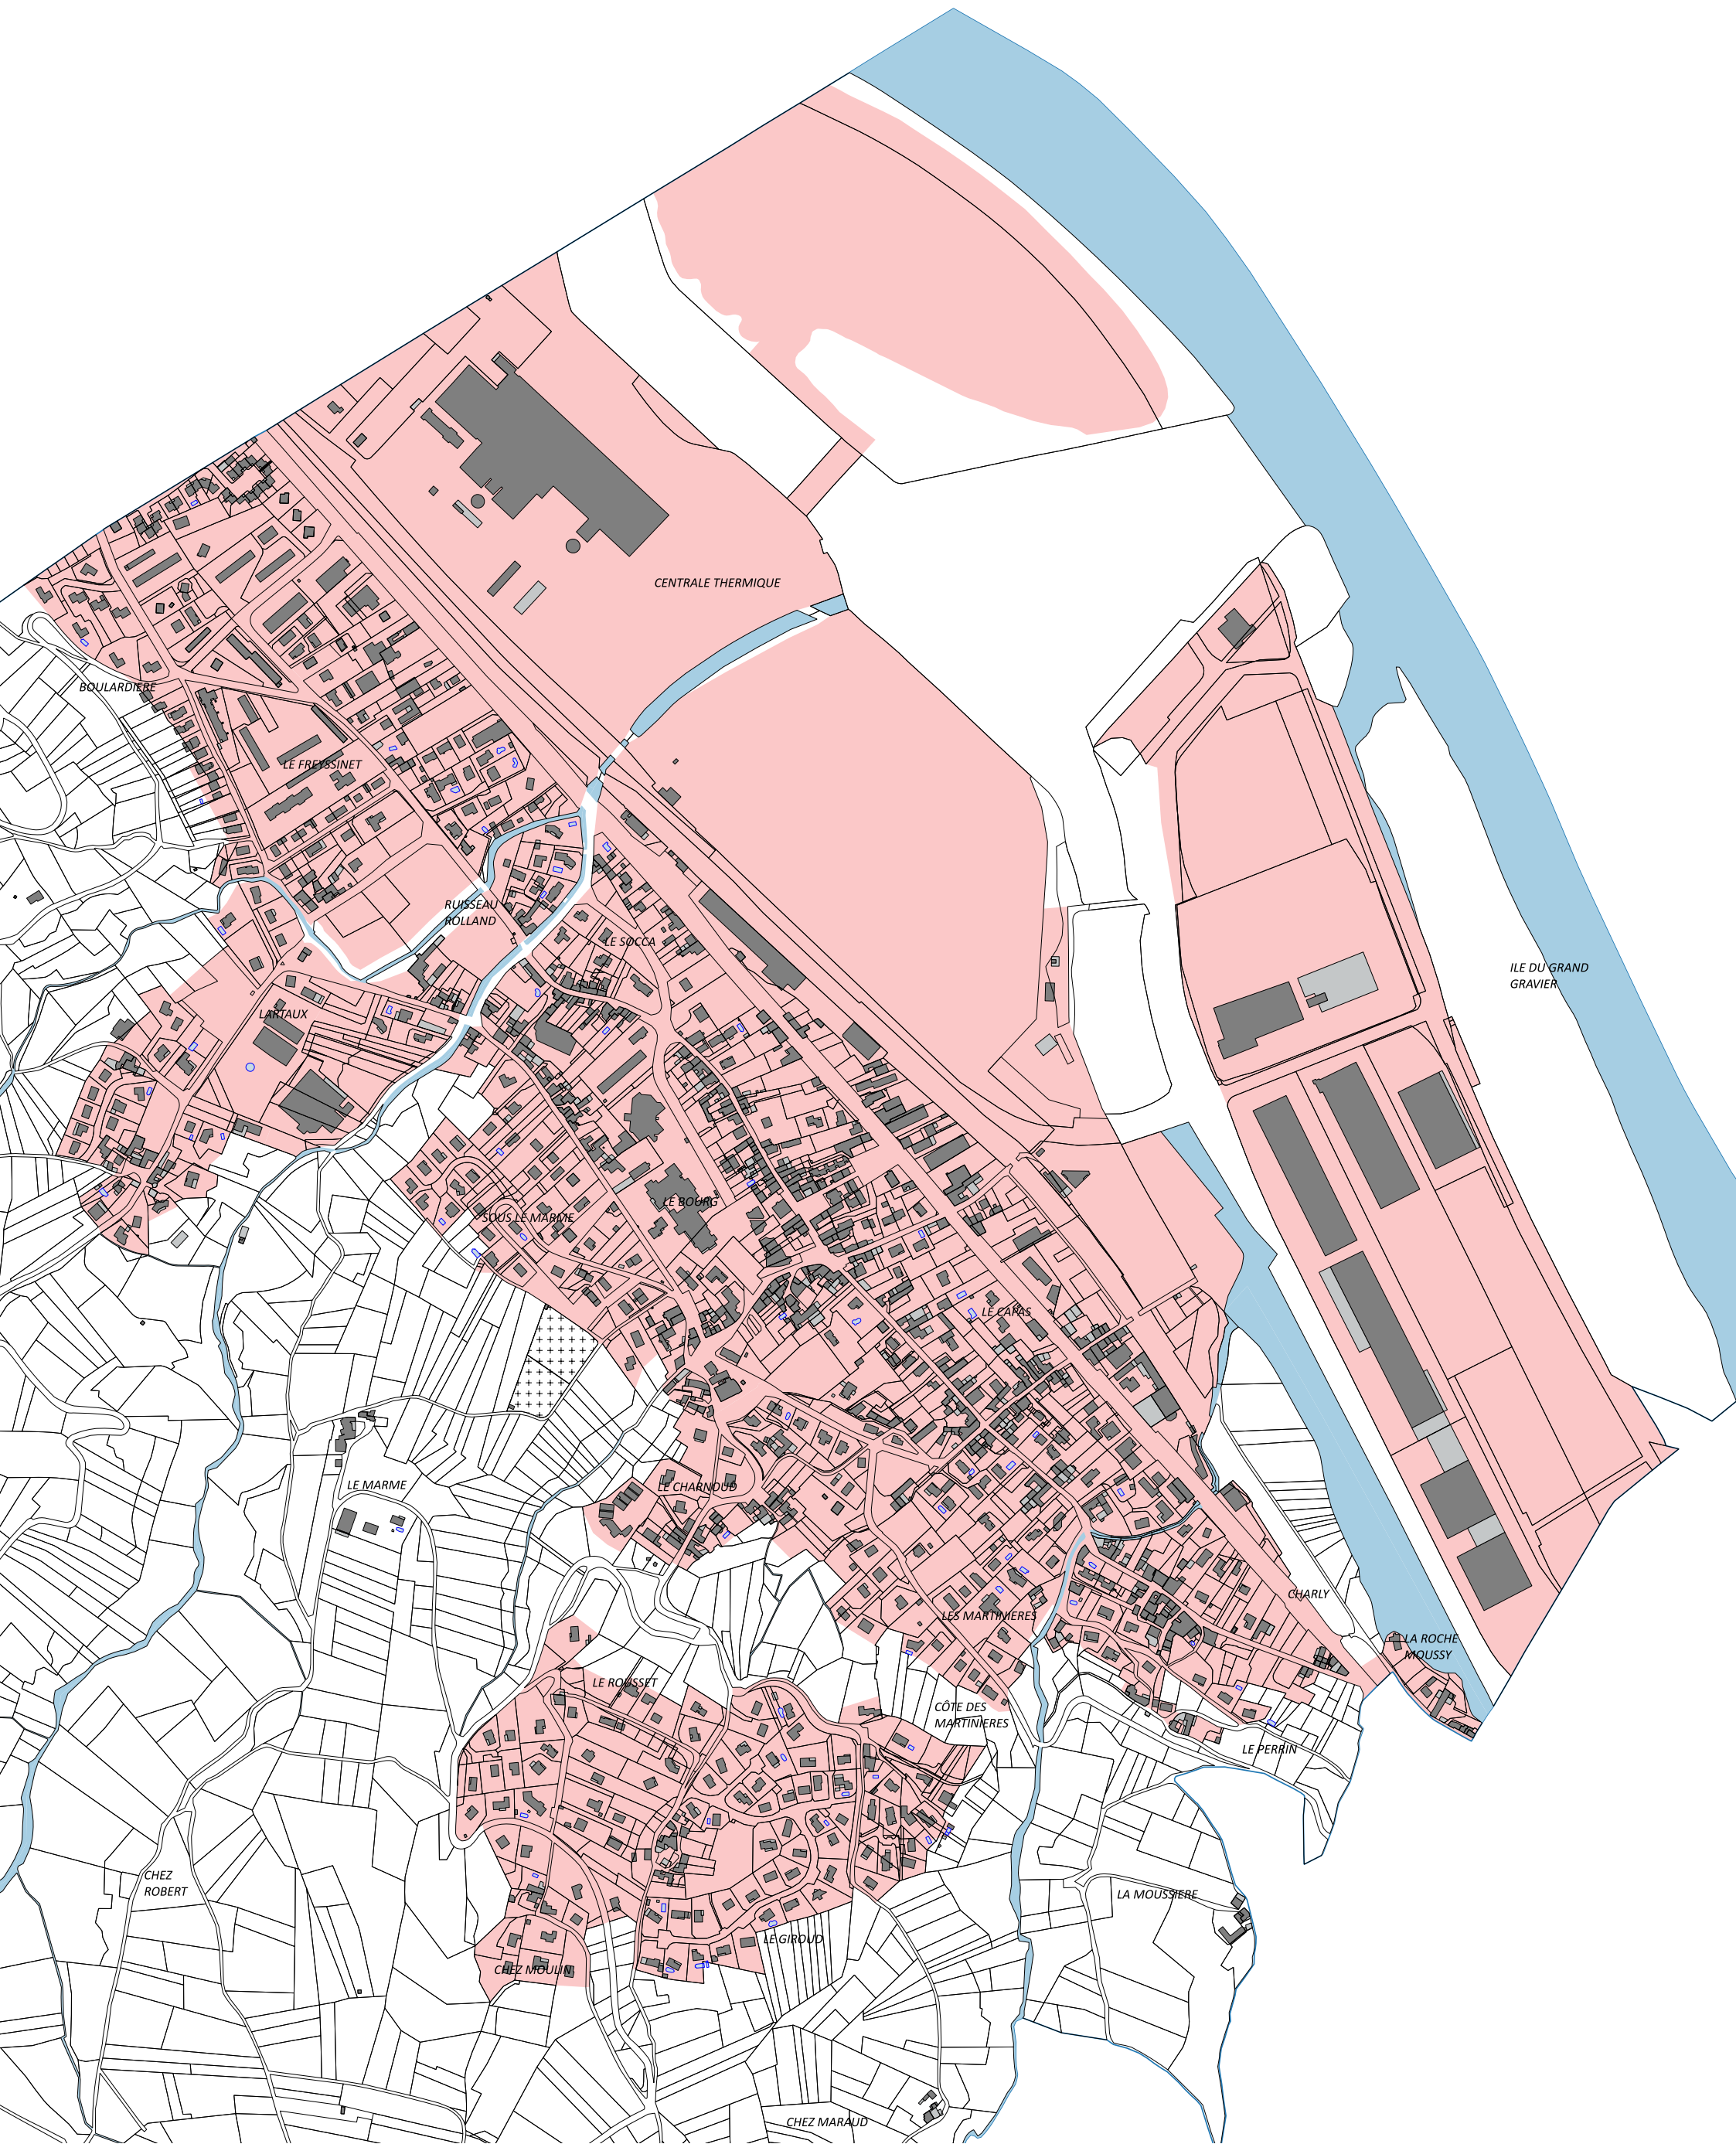 CENTRALE THERMIQUE
BOULARDIERE
LE FREYSSINET
RUISSEAU
ROLLAND
LE SOCCA
ILE DU GRAND
GRAVIER
LARTAUX
LE BOURG
SOUS LE MARME
LE CAPAS
LE MARME
LE CHARNOUD
CHARLY
LES MARTINIERES
LA ROCHE
MOUSSY
LE ROUSSET
CÔTE DES
MARTINIERES
LE PERRIN
CHEZ
ROBERT
LA MOUSSIERE
LE GIROUD
CHEZ MOULIN
CHEZ MARAUD